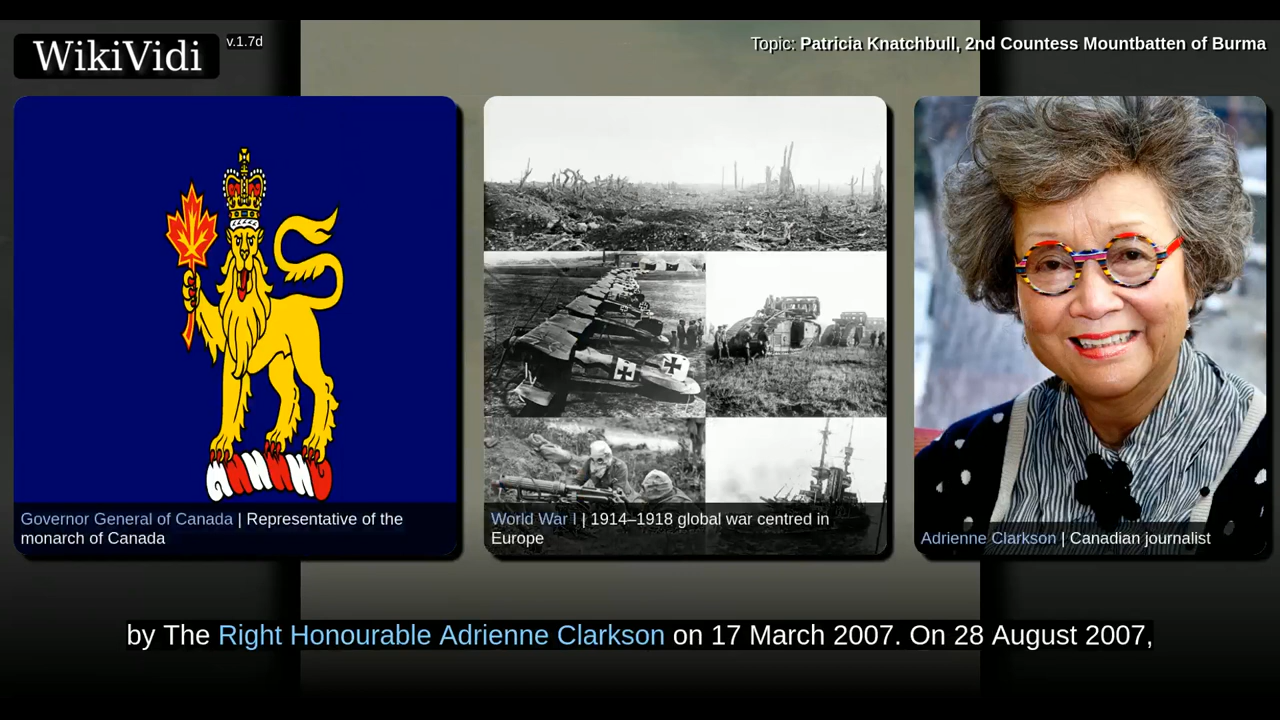 WikiVidi
v.1.7d
Topic: Patricia Knatchbull, 2nd Countess Mountbatten of Burma
Governor General of Canada | Representative of the
monarch of Canada
World War I | 1914–1918 global war centred in
Europe
Adrienne Clarkson | Canadian journalist
by The Right Honourable Adrienne Clarkson on 17 March 2007. On 28 August 2007,